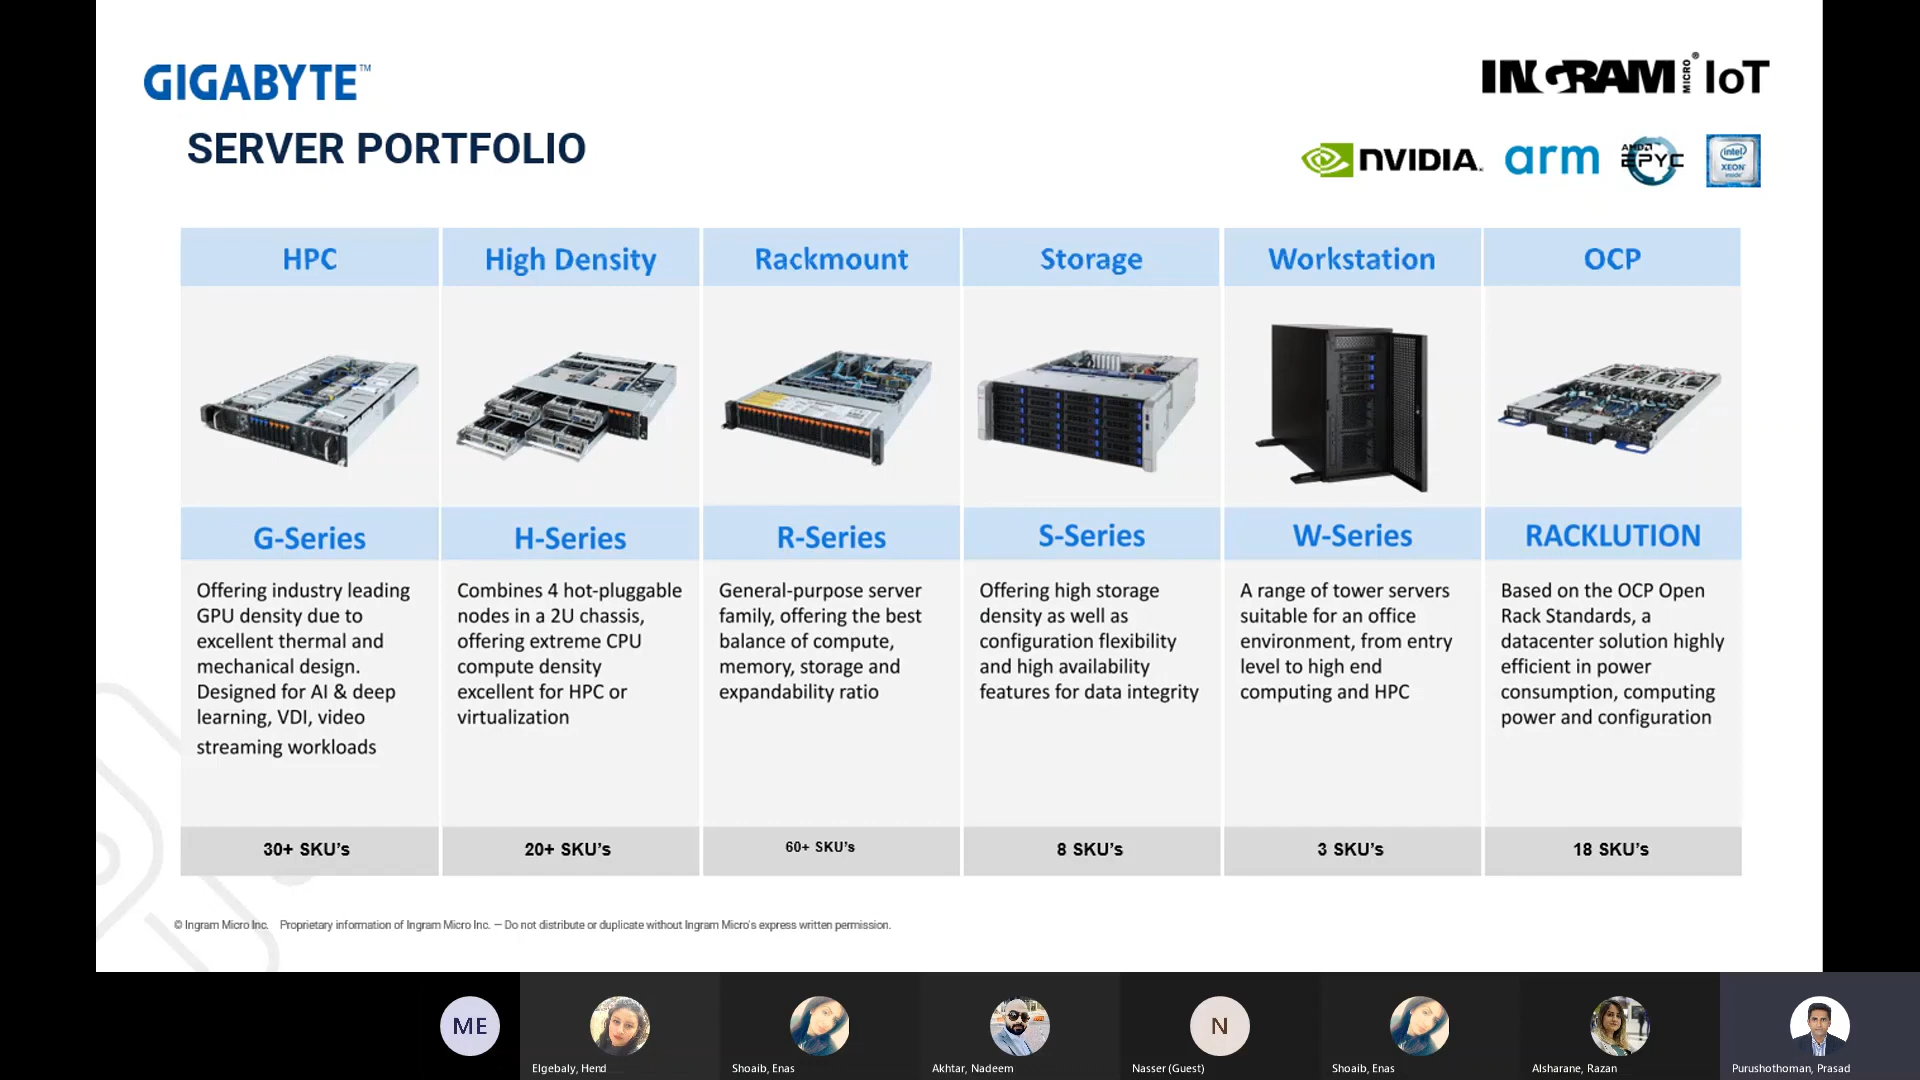 GIGABYTE™
INGRAM MICRO® IoT
SERVER PORTFOLIO
NVIDIA.
arm
AMD EPYC
intel XEON inside
HPC
High Density
Rackmount
Storage
Workstation
OCP
G-Series
H-Series
R-Series
S-Series
W-Series
RACKLUTION
Offering industry leading
GPU density due to
excellent thermal and
mechanical design.
Designed for AI & deep
learning, VDI, video
streaming workloads
Combines 4 hot-pluggable
nodes in a 2U chassis,
offering extreme CPU
compute density
excellent for HPC or
virtualization
General-purpose server
family, offering the best
balance of compute,
memory, storage and
expandability ratio
Offering high storage
density as well as
configuration flexibility
and high availability
features for data integrity
A range of tower servers
suitable for an office
environment, from entry
level to high end
computing and HPC
Based on the OCP Open
Rack Standards, a
datacenter solution highly
efficient in power
consumption, computing
power and configuration
30+ SKU's
20+ SKU's
60+ SKU's
8 SKU's
3 SKU's
18 SKU's
© Ingram Micro Inc. Proprietary information of Ingram Micro Inc. — Do not distribute or duplicate without Ingram Micro's express written permission.
ME
N
Elgebaly, Hend
Shoaib, Enas
Akhtar, Nadeem
Nasser (Guest)
Shoaib, Enas
Alsharane, Razan
Purushothoman, Prasad